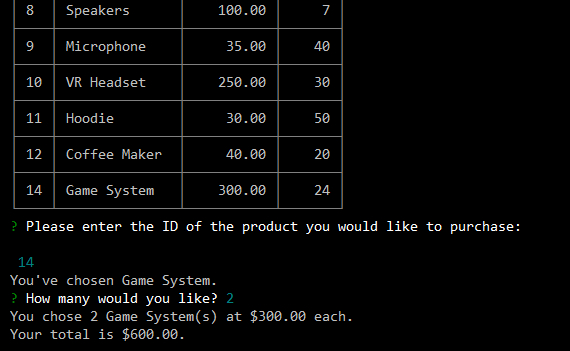 8 Speakers 100.00 7
9 Microphone 35.00 40
10 VR Headset 250.00 30
11 Hoodie 30.00 50
12 Coffee Maker 40.00 20
14 Game System 300.00 24
? Please enter the ID of the product you would like to purchase:
14
You've chosen Game System.
? How many would you like? 2
You chose 2 Game System(s) at $300.00 each.
Your total is $600.00.